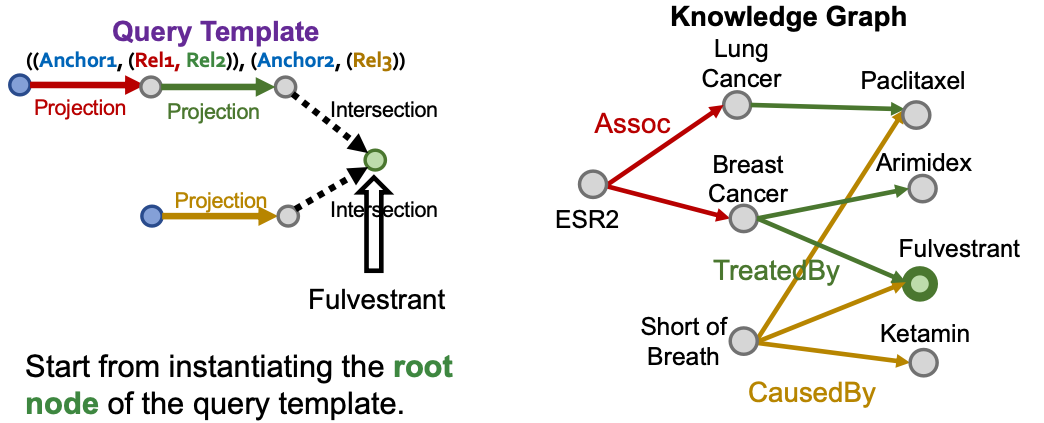 Query Template
((Anchor1, (Rel1, Rel2)), (Anchor2, (Rel3))
Projection
Projection
Intersection
Projection
Intersection
Fulvestrant
Start from instantiating the root
node of the query template.
Knowledge Graph
Lung
Cancer
Paclitaxel
Assoc
Breast
Cancer
Arimidex
ESR2
Fulvestrant
TreatedBy
Short of
Breath
Ketamin
CausedBy